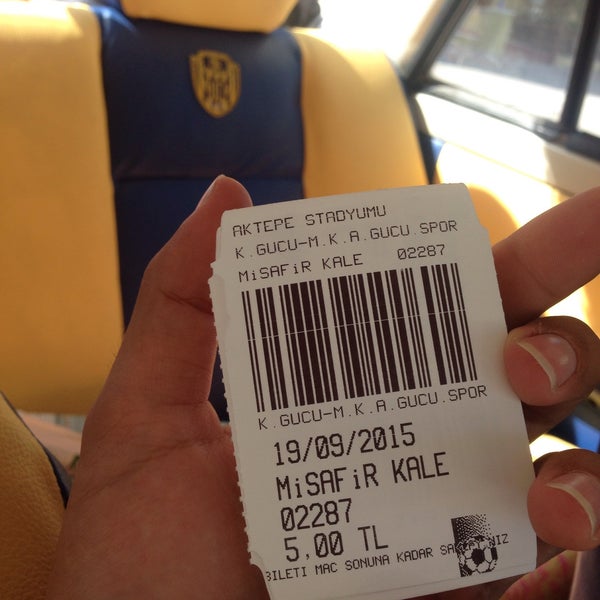 AKTEPE STADYUMU
K.GUCU-M.K.A.GUCU.SPOR
MiSAFiR KALE 02287
K.GUCU-M.K.A.GUCU.SPOR
19/09/2015
MiSAFiR KALE
02287
5,00 TL
BILETI MAC SONUNA KADAR